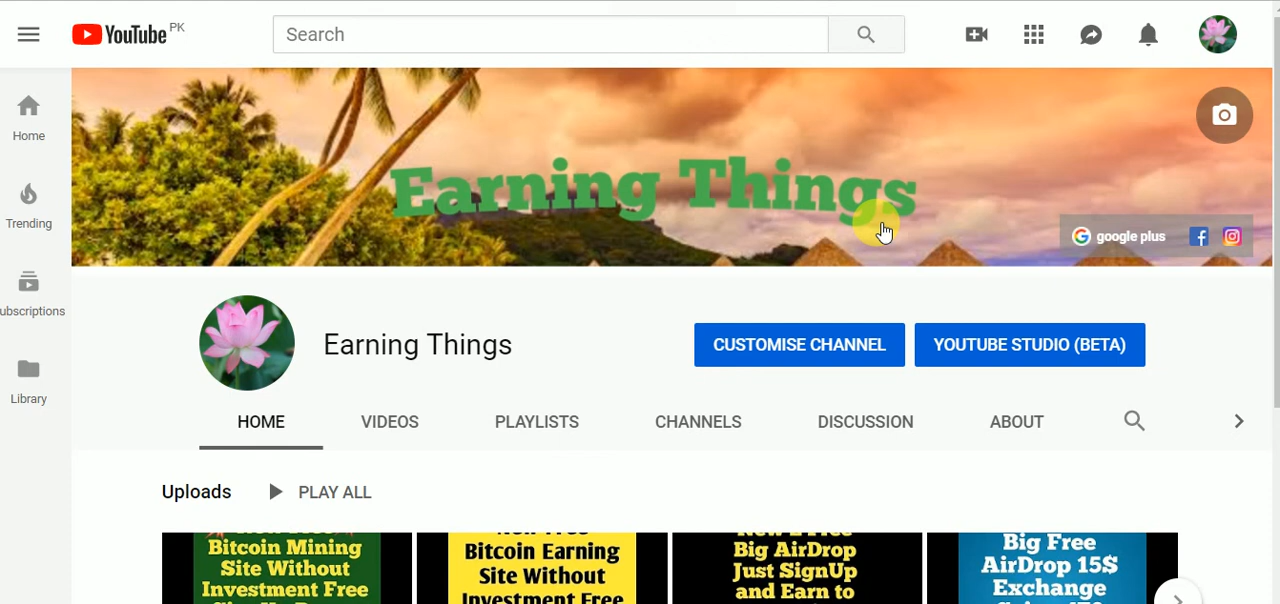 YouTube PK
Search
Home
Trending
ubscriptions
Library
Earning Things
google plus
Earning Things
CUSTOMISE CHANNEL
YOUTUBE STUDIO (BETA)
HOME VIDEOS PLAYLISTS CHANNELS DISCUSSION ABOUT
Uploads PLAY ALL
Bitcoin Mining
Site Without
Investment Free
Bitcoin Earning
Site Without
Investment Free
Big AirDrop
Just SignUp
and Earn to
Big Free
AirDrop 15$
Exchange